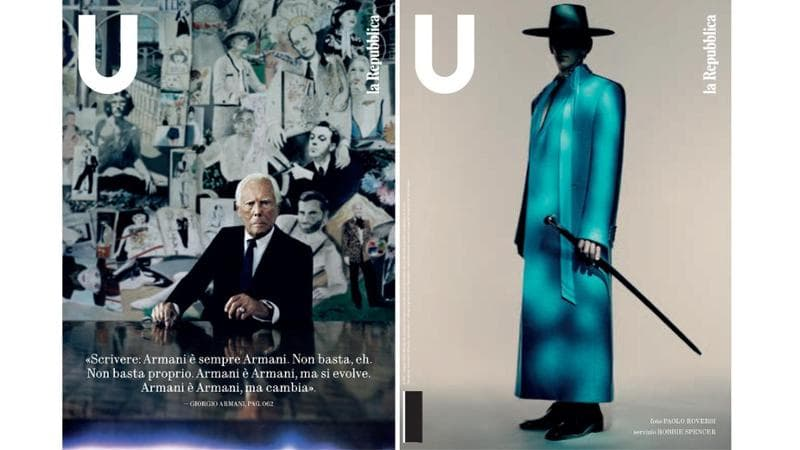 U
la Repubblica
«Scrivere: Armani è sempre Armani. Non basta, eh.
Non basta proprio. Armani è Armani, ma si evolve.
Armani è Armani, ma cambia».
— GIORGIO ARMANI, PAG. 062
U
la Repubblica
foto PAOLO ROVERSI
servizio ROBBIE SPENCER